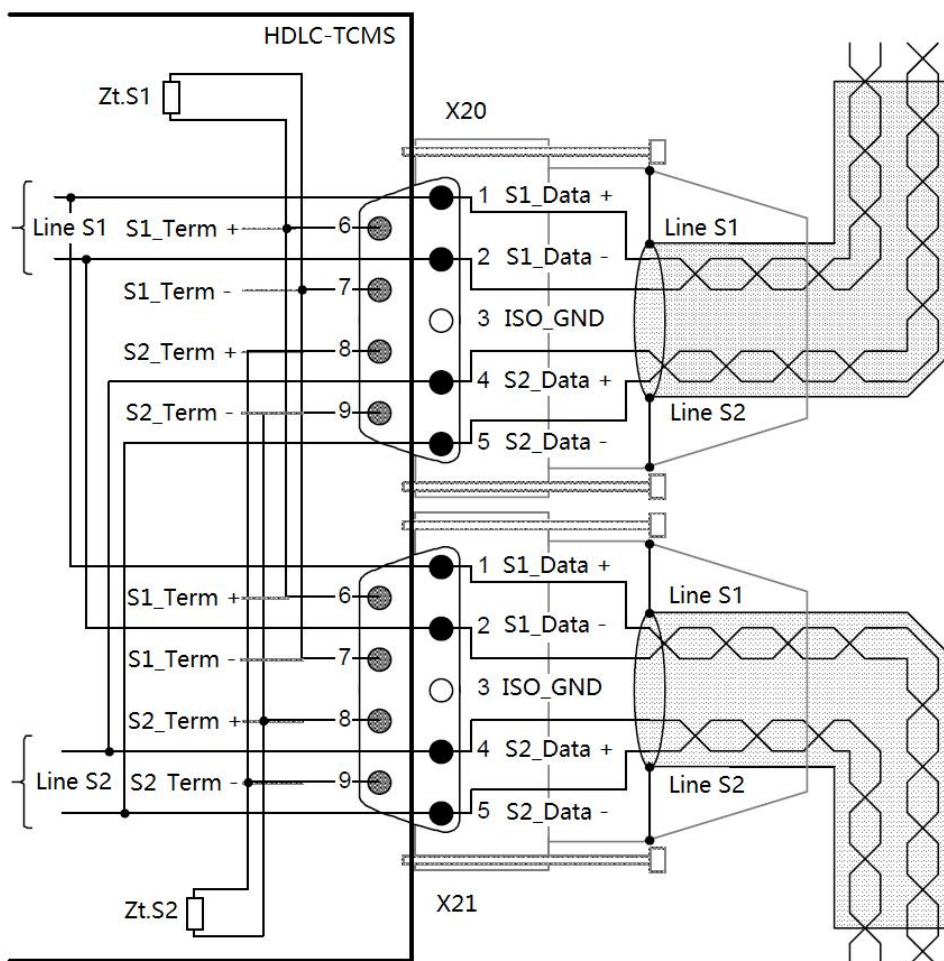 HDLC-TCMS
Zt.S1
X20
1 S1_Data +
Line S1
S1_Term +
6
Line S1
2 S1_Data -
S1_Term -
7
3 ISO_GND
S2_Term +
8
4 S2_Data +
S2_Term -
9
Line S2
5 S2_Data -
1 S1_Data +
S1_Term +
6
Line S1
2 S1_Data -
S1_Term -
7
3 ISO_GND
S2_Term +
8
4 S2_Data +
Line S2
S2 Term -
9
Line S2
5 S2_Data -
Zt.S2
X21